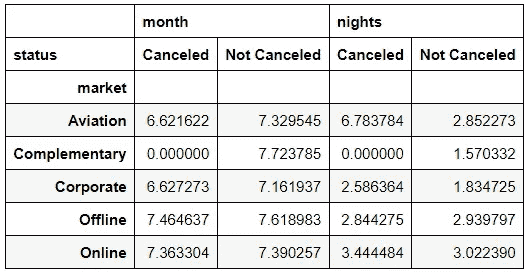 month nights
status Canceled Not Canceled Canceled Not Canceled
market
Aviation 6.621622 7.329545 6.783784 2.852273
Complementary 0.000000 7.723785 0.000000 1.570332
Corporate 6.627273 7.161937 2.586364 1.834725
Offline 7.464637 7.618983 2.844275 2.939797
Online 7.363304 7.390257 3.444484 3.022390